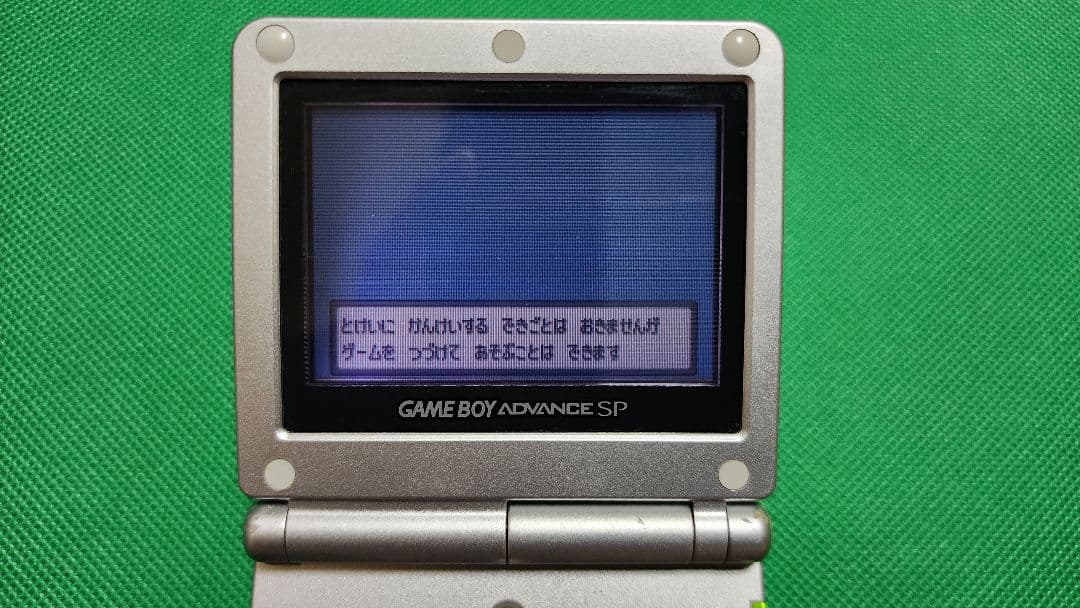 とけいに かんけいする できごとは おきませんが
ゲームを つづけて あそぶことは できます
GAME BOY ADVANCE SP